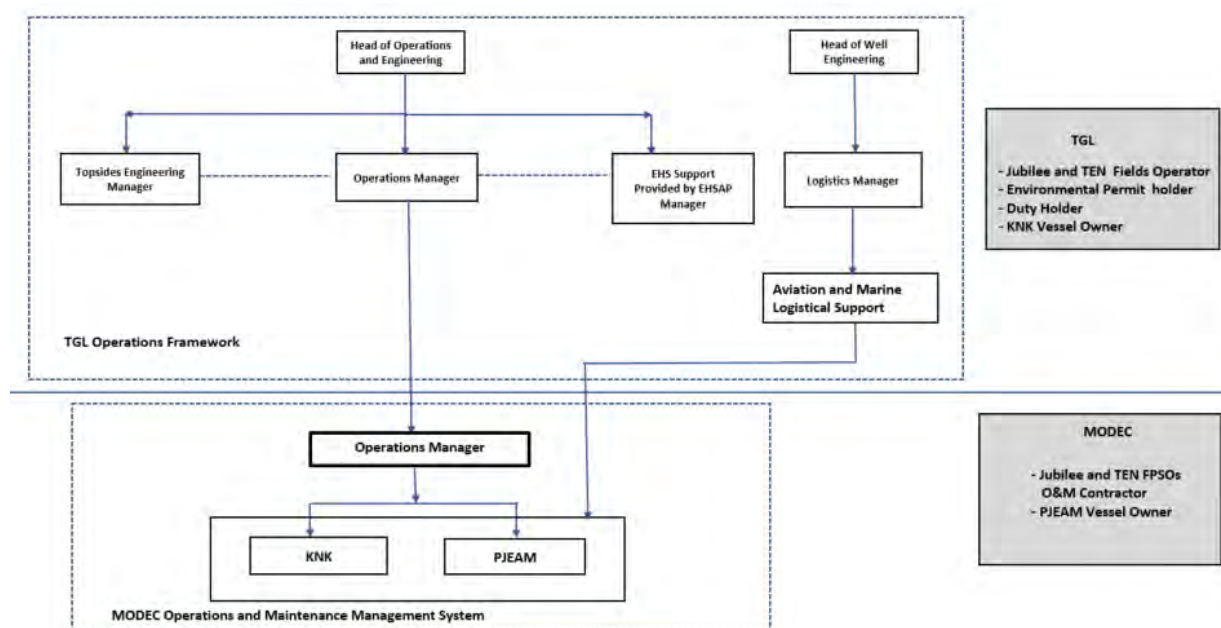 Head of Operations
and Engineering
Head of Well
Engineering
Topsides Engineering
Manager
Operations Manager
EHS Support
Provided by EHSAP
Manager
Logistics Manager
Aviation and Marine
Logistical Support
TGL Operations Framework
TGL
- Jubilee and TEN Fields Operator
- Environmental Permit holder
- Duty Holder
- KNK Vessel Owner
Operations Manager
KNK
PJEAM
MODEC Operations and Maintenance Management System
MODEC
- Jubilee and TEN FPSOs
O&M Contractor
- PJEAM Vessel Owner